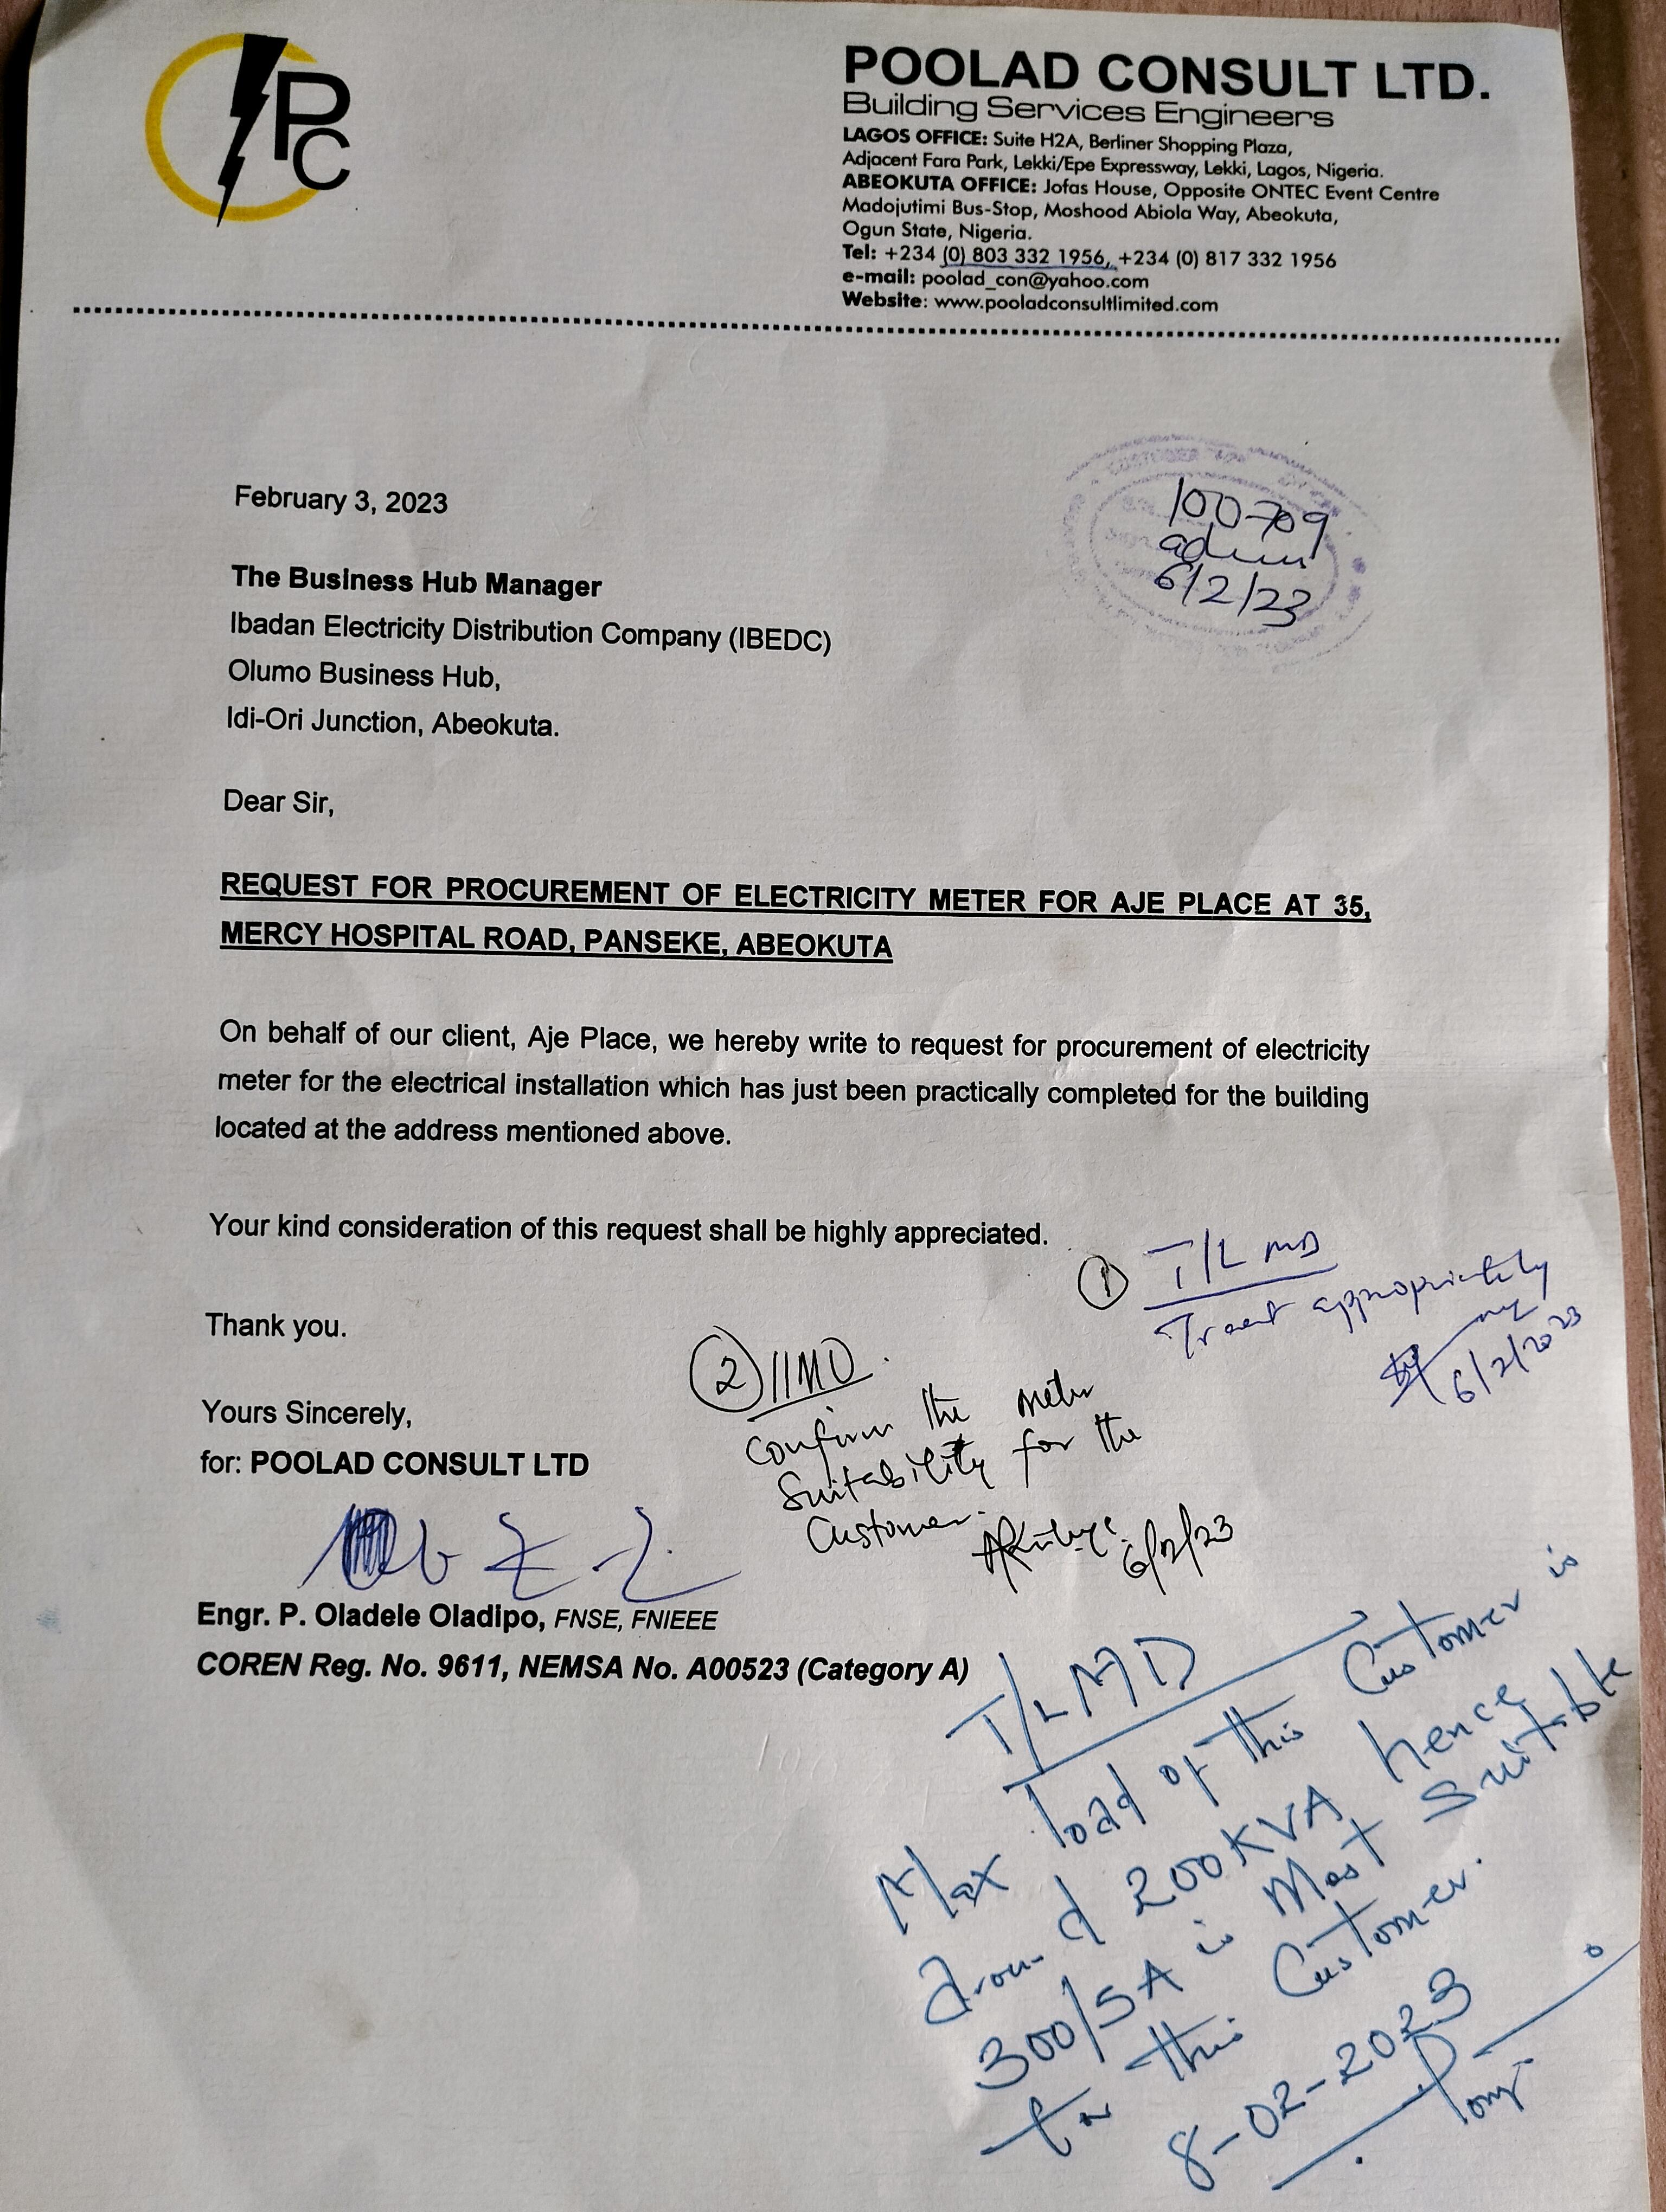 PC
POOLAD CONSULT LTD.
Building Services Engineers
LAGOS OFFICE: Suite H2A, Berliner Shopping Plaza,
Adjacent Fara Park, Lekki/Epe Expressway, Lekki, Lagos, Nigeria.
ABEOKUTA OFFICE: Jofas House, Opposite ONTEC Event Centre
Madojutimi Bus-Stop, Moshood Abiola Way, Abeokuta,
Ogun State, Nigeria.
Tel: +234 (0) 803 332 1956, +234 (0) 817 332 1956
e-mail: poolad_con@yahoo.com
Website: www.pooladconsultlimited.com
100709
admin
6/2/23
February 3, 2023
The Business Hub Manager
Ibadan Electricity Distribution Company (IBEDC)
Olumo Business Hub,
Idi-Ori Junction, Abeokuta.
Dear Sir,
REQUEST FOR PROCUREMENT OF ELECTRICITY METER FOR AJE PLACE AT 35,
MERCY HOSPITAL ROAD, PANSEKE, ABEOKUTA
On behalf of our client, Aje Place, we hereby write to request for procurement of electricity
meter for the electrical installation which has just been practically completed for the building
located at the address mentioned above.
Your kind consideration of this request shall be highly appreciated.
Thank you.
Yours Sincerely,
for: POOLAD CONSULT LTD
Engr. P. Oladele Oladipo, FNSE, FNIEEE
COREN Reg. No. 9611, NEMSA No. A00523 (Category A)
1 T/L MD
Treat appropriately
6/2/2023
2
Confirm the meter
Suitability for the
Customer.
6/2/23
T/L MD
Max load of this Customer is
around 200KVA hence
300/5A is Most Suitable
for this Customer.
8-02-2023